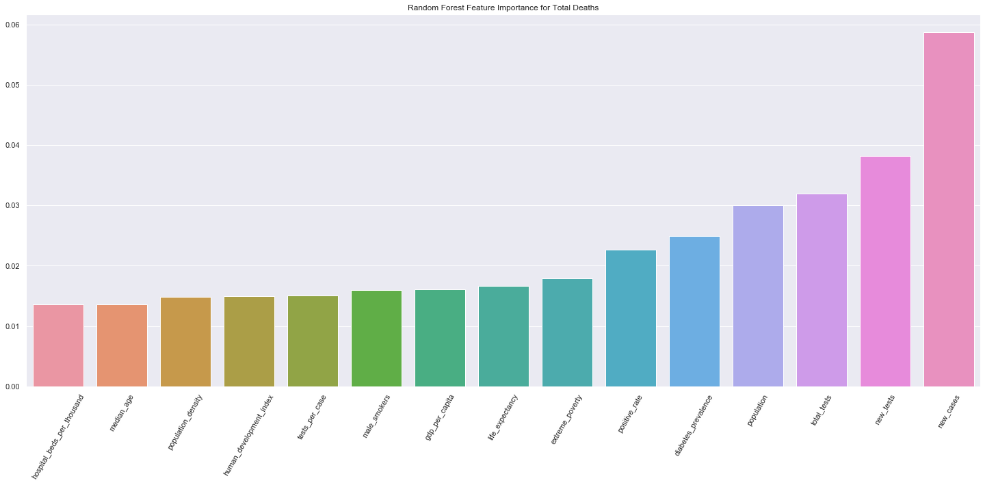 Random Forest Feature Importance for Total Deaths
0.06
0.05
0.04
0.03
0.02
0.01
0.00
hospital_beds_per_thousand
median_age
population_density
human_development_index
tests_per_case
male_smokers
gdp_per_capita
life_expectancy
extreme_poverty
positive_rate
diabetes_prevalence
population
total_tests
new_tests
new_cases